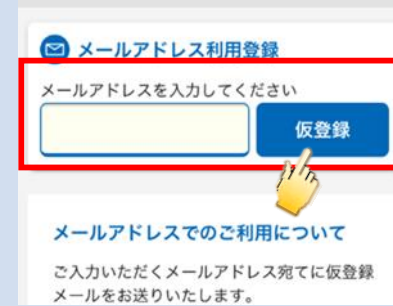 メールアドレス利用登録
メールアドレスを入力してください
仮登録
メールアドレスでのご利用について
ご入力いただくメールアドレス宛てに仮登録
メールをお送りいたします。